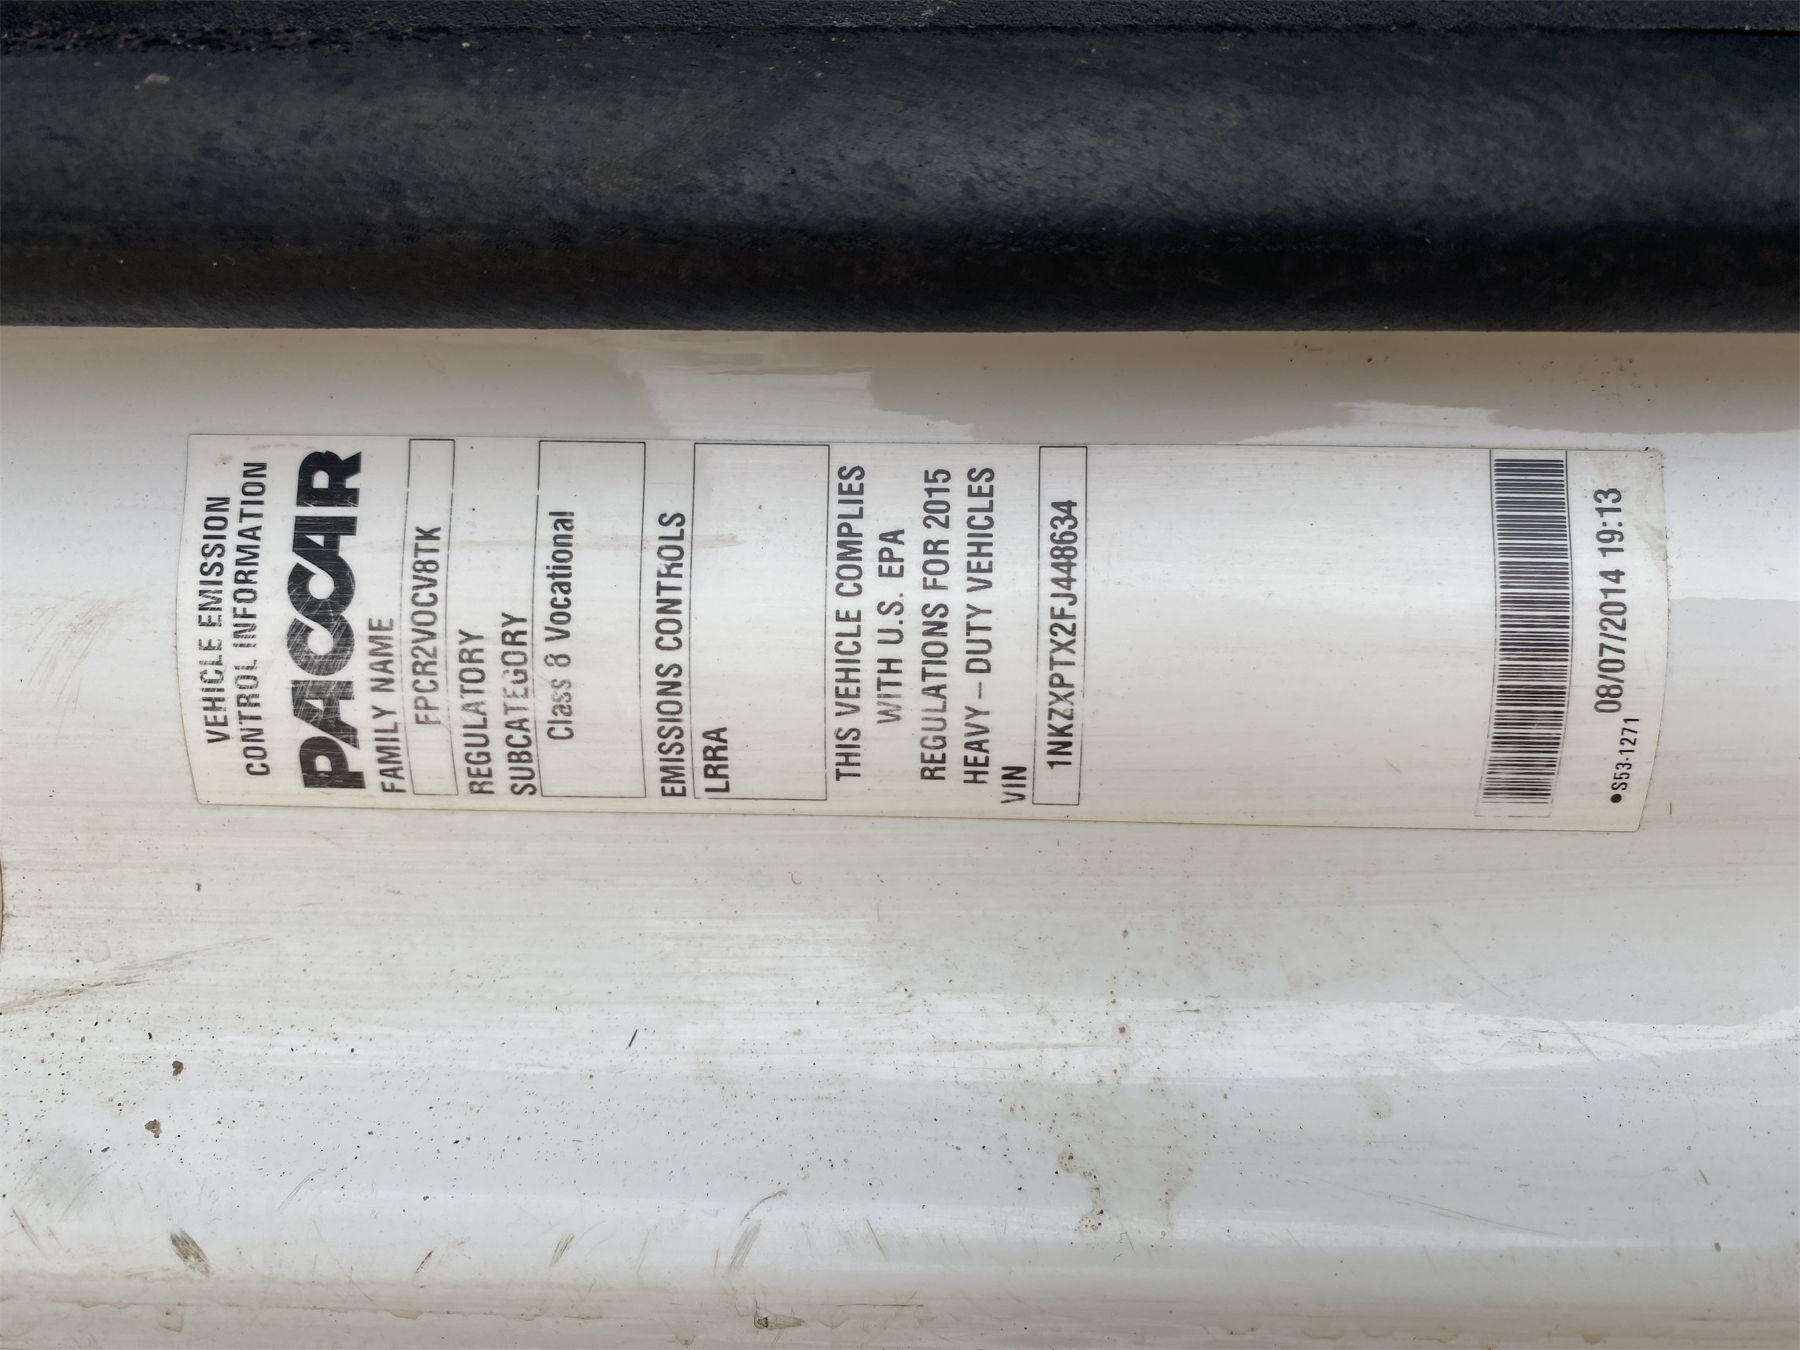 VEHICLE EMISSION
CONTROL INFORMATION
PACCAR
FAMILY NAME
FPCR2VOCV8TK
REGULATORY
SUBCATEGORY
Class 8 Vocational
EMISSIONS CONTROLS
LRRA
THIS VEHICLE COMPLIES
WITH U.S. EPA
REGULATIONS FOR 2015
HEAVY – DUTY VEHICLES
VIN
1NKZXPTX2FJ448634
08/07/2014 19:13
•S53-1271